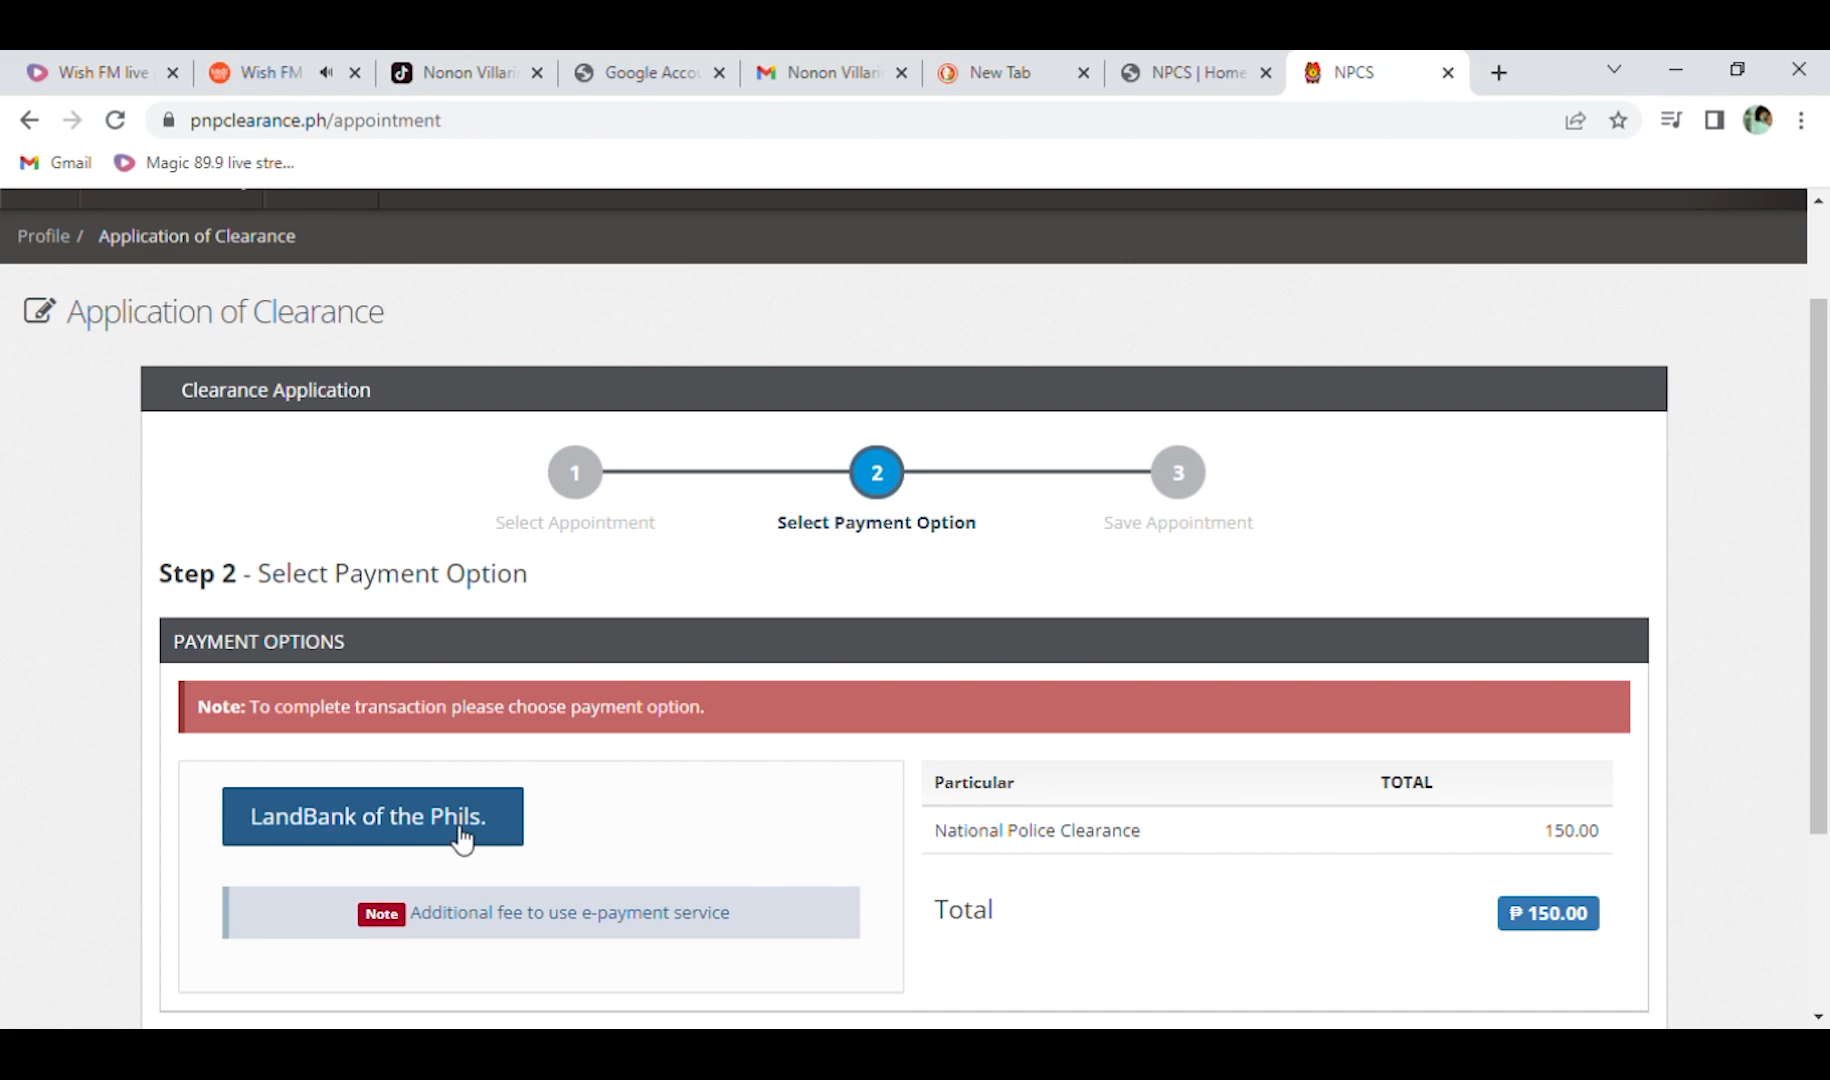 Wish FM live
Wish FM
Nonon Villari
Google Acco
Nonon Villari
New Tab
NPCS | Home
NPCS
pnpclearance.ph/appointment
Gmail
Magic 89.9 live stre...
Profile / Application of Clearance
Application of Clearance
Clearance Application
1
2
3
Select Appointment
Select Payment Option
Save Appointment
Step 2 - Select Payment Option
PAYMENT OPTIONS
Note: To complete transaction please choose payment option.
LandBank of the Phils.
Note Additional fee to use e-payment service
Particular TOTAL
National Police Clearance 150.00
Total ₱ 150.00